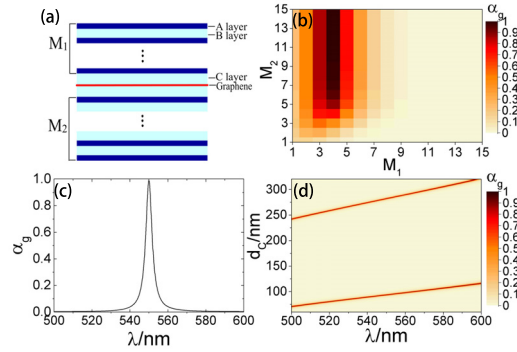 (a)
A layer
B layer
M1
C layer
Graphene
M2
(b)
M2
15
13
11
9
7
5
3
1
1 3 5 7 9 11 13 15
M1
αg
1
0.9
0.8
0.7
0.6
0.5
0.4
0.3
0.2
0.1
0
(c)
αg
1.0
0.8
0.6
0.4
0.2
0.0
500 520 540 560 580 600
λ/nm
(d)
dc/nm
300
250
200
150
100
500 520 540 560 580 600
λ/nm
αg
1
0.9
0.8
0.7
0.6
0.5
0.4
0.3
0.2
0.1
0